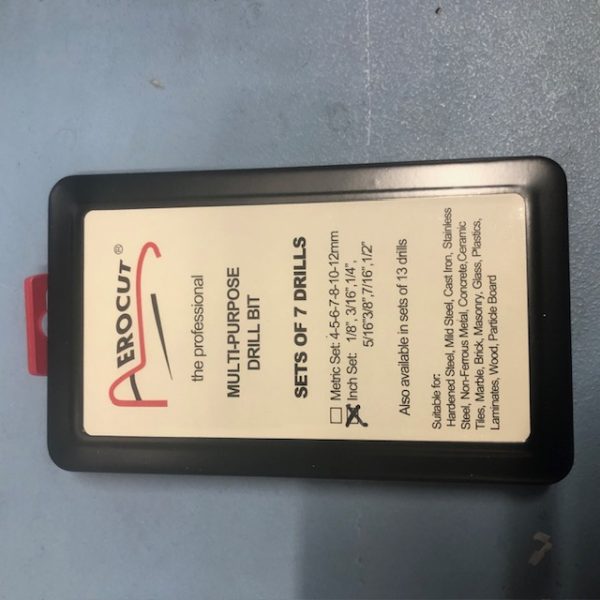 AEROCUT®
the professional
MULTI-PURPOSE
DRILL BIT
SETS OF 7 DRILLS
Metric Set: 4-5-6-7-8-10-12mm
Inch Set: 1/8", 3/16",1/4",
5/16"3/8",7/16",1/2"
Also available in sets of 13 drills
Suitable for:
Hardened Steel, Mild Steel, Cast Iron, Stainless
Steel, Non-Ferrous Metal, Concrete,Ceramic
Tiles, Marble, Brick, Masonry, Glass, Plastics,
Laminates, Wood, Particle Board